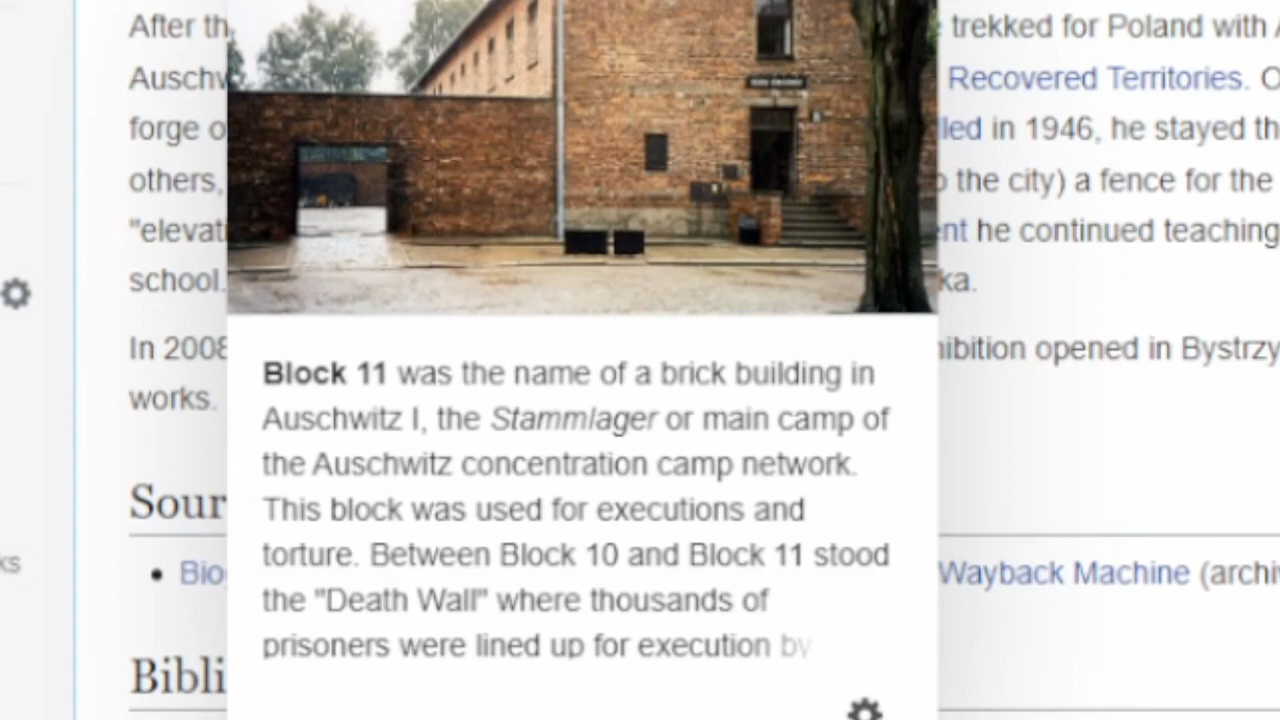 After th
trekked for Poland with
Auschw
Recovered Territories.
forge o
led in 1946, he stayed th
others,
the city) a fence for the
"elevati
ent he continued teaching
school.
ka.
In 2008
hibition opened in Bystrzy
works.
Block 11 was the name of a brick building in
Auschwitz I, the Stammlager or main camp of
the Auschwitz concentration camp network.
This block was used for executions and
torture. Between Block 10 and Block 11 stood
the "Death Wall" where thousands of
prisoners were lined up for execution by
Sour
ks
Bio
Wayback Machine (archi
Bibli